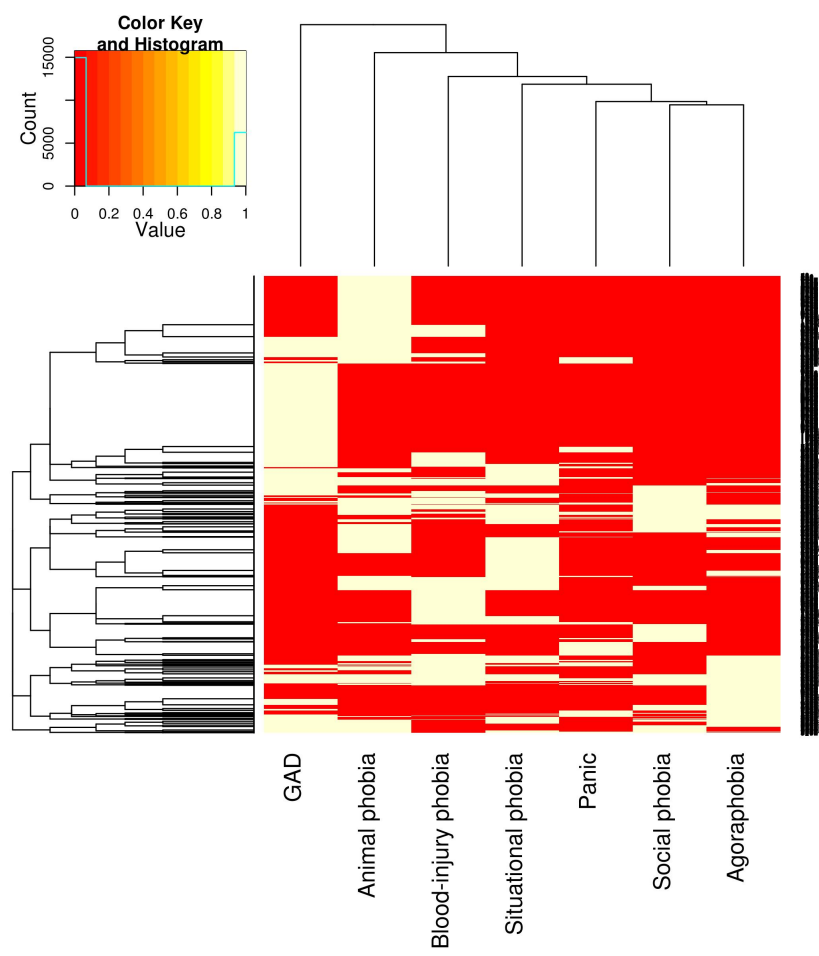 Color Key
and Histogram
Count
0
5000
15000
0 0.2 0.4 0.6 0.8 1
Value
GAD
Animal phobia
Blood-injury phobia
Situational phobia
Panic
Social phobia
Agoraphobia